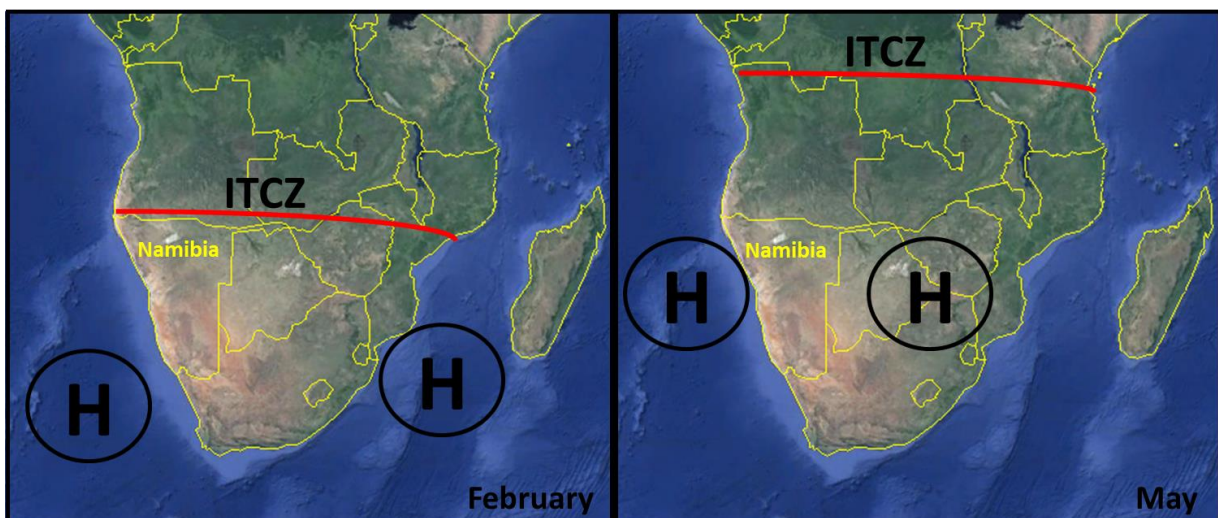 ITCZ
Namibia
H
H
February
ITCZ
Namibia
H
H
May